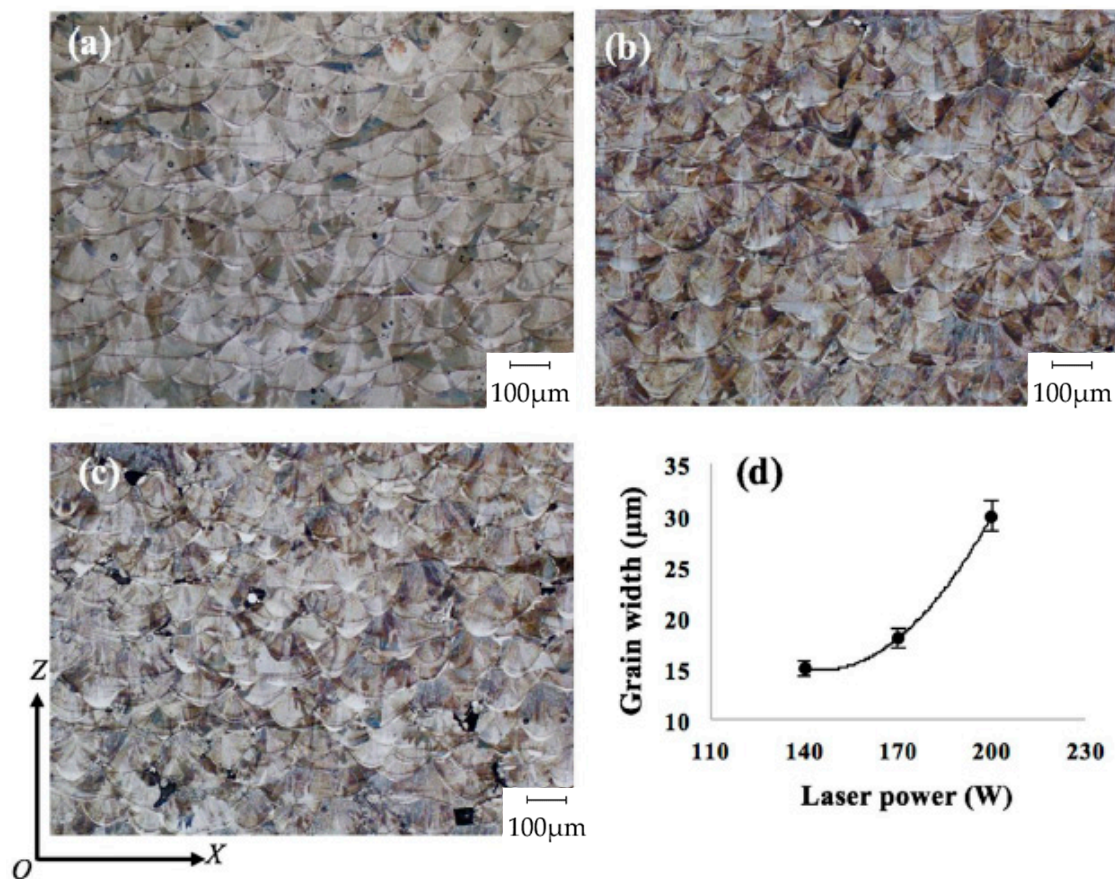 (a)
100μm
(b)
100μm
(c)
100μm
Z
O
X
(d)
Grain width (μm)
35
30
25
20
15
10
110 140 170 200 230
Laser power (W)